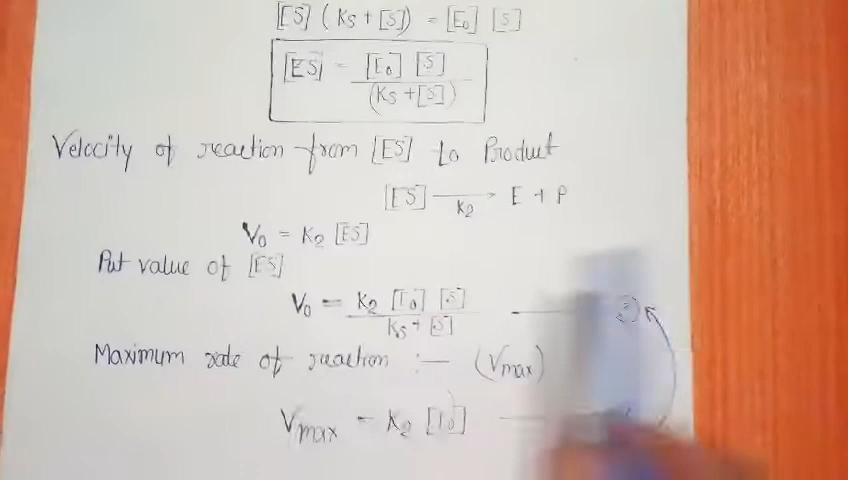 [ES] (Ks + [S]) = [E₀] [S]
[ES] = [E₀] [S] / (Ks + [S])
Velocity of reaction from [ES] to Product
[ES] → K₂ E + P
V₀ = K₂ [ES]
Put value of [ES]
V₀ = K₂ [E₀] [S] / Ks + [S] —
Maximum rate of reaction :— (Vmax)
Vmax = K₂ [E₀] —